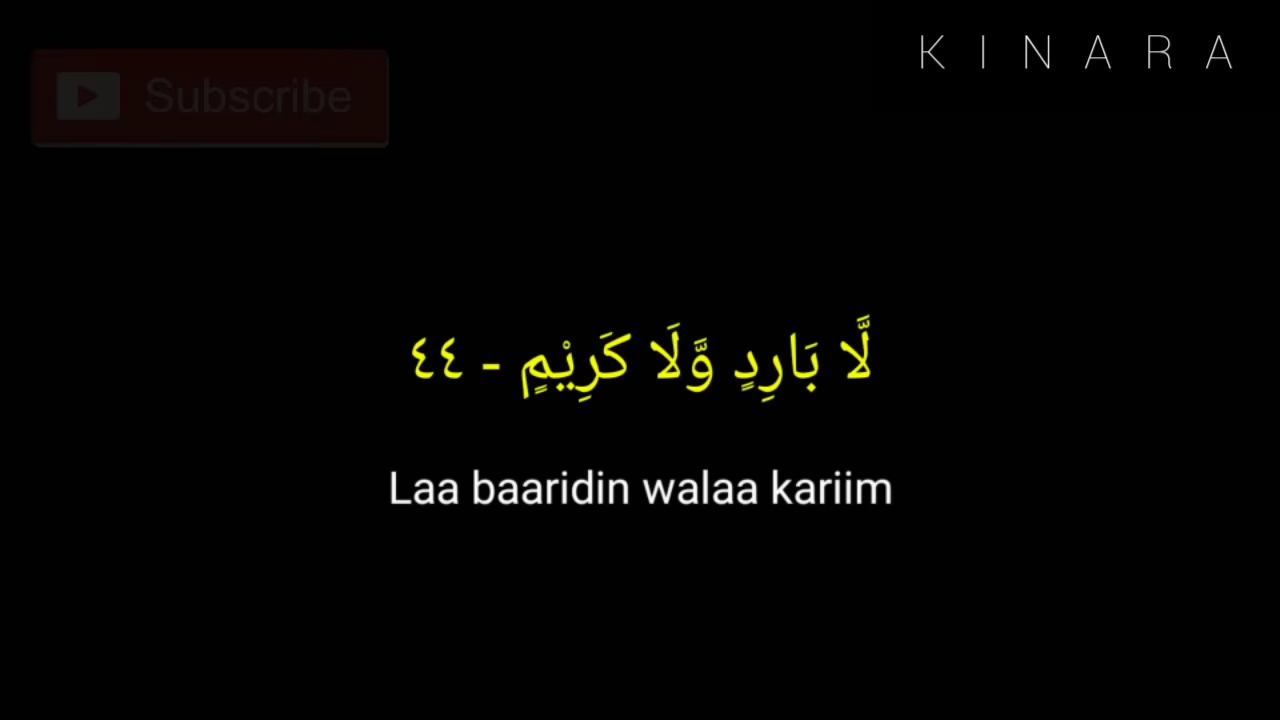 K I N A R A
Subscribe
لَّا بَارِدٍ وَّلَا كَرِيْمٍ - ٤٤
Laa baaridin walaa kariim